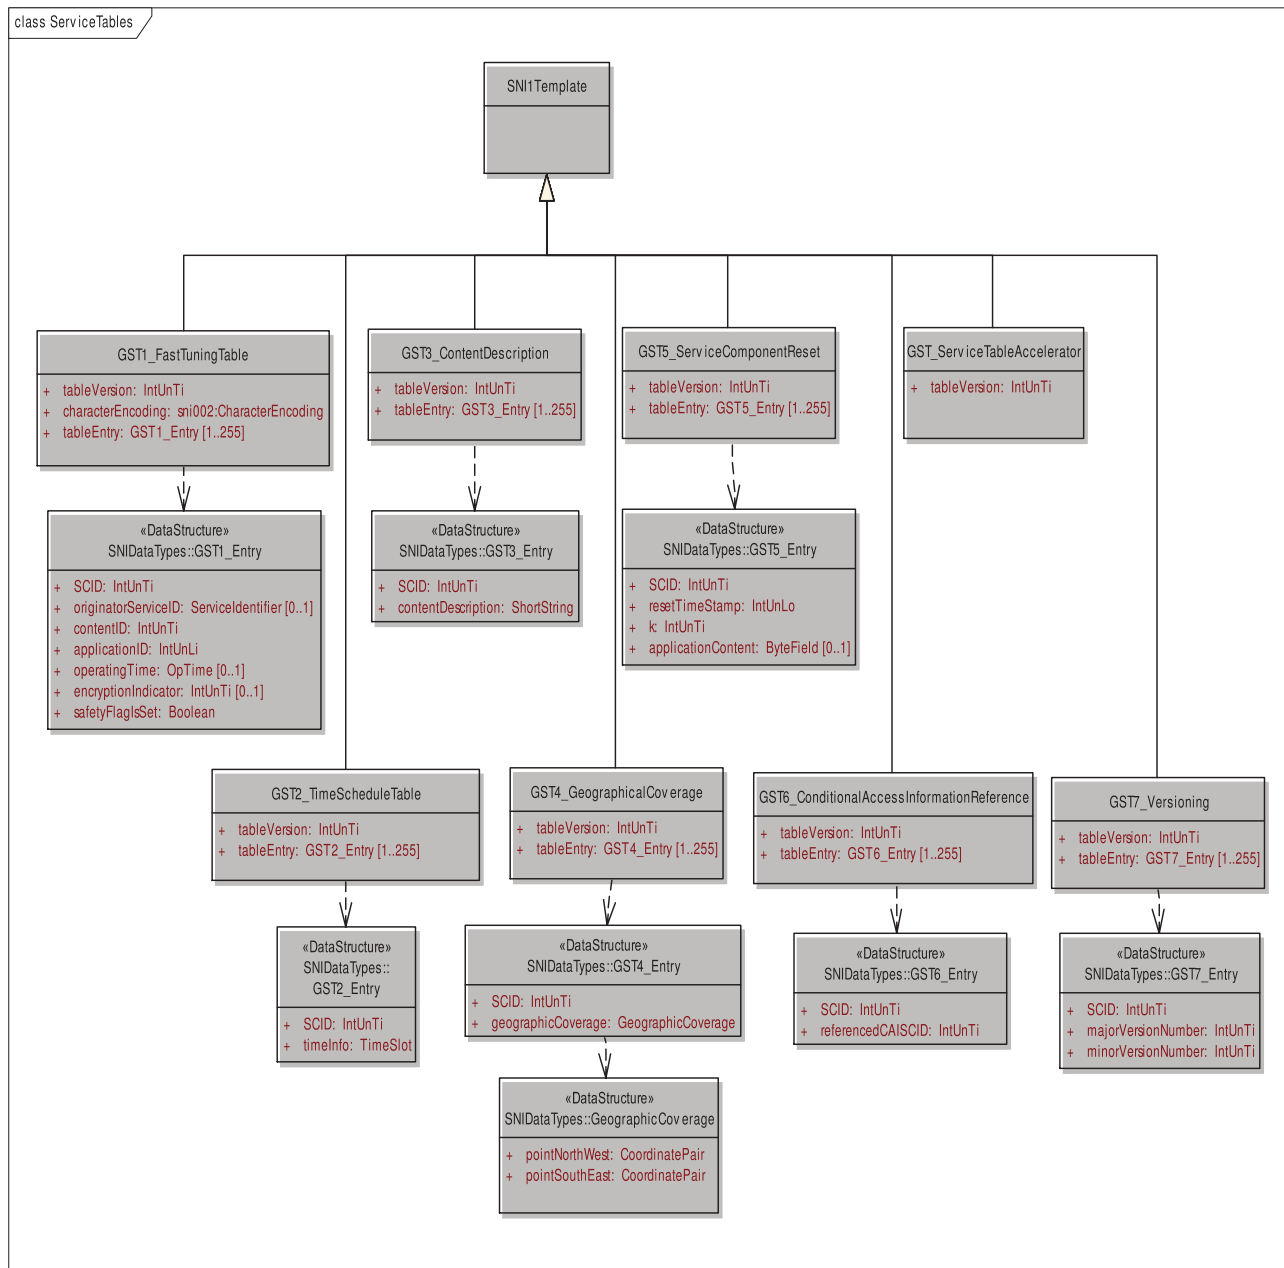 class ServiceTables
SNI1Template
GST1_FastTuningTable
+ tableVersion: IntUnTi
+ characterEncoding: sni002:CharacterEncoding
+ tableEntry: GST1_Entry [1..255]
GST3_ContentDescription
+ tableVersion: IntUnTi
+ tableEntry: GST3_Entry [1..255]
GST5_ServiceComponentReset
+ tableVersion: IntUnTi
+ tableEntry: GST5_Entry [1..255]
GST_ServiceTableAccelerator
+ tableVersion: IntUnTi
«DataStructure»
SNIDataTypes::GST1_Entry
+ SCID: IntUnTi
+ originatorServiceID: ServiceIdentifier [0..1]
+ contentID: IntUnTi
+ applicationID: IntUnLi
+ operatingTime: OpTime [0..1]
+ encryptionIndicator: IntUnTi [0..1]
+ safetyFlagIsSet: Boolean
«DataStructure»
SNIDataTypes::GST3_Entry
+ SCID: IntUnTi
+ contentDescription: ShortString
«DataStructure»
SNIDataTypes::GST5_Entry
+ SCID: IntUnTi
+ resetTimeStamp: IntUnLo
+ k: IntUnTi
+ applicationContent: ByteField [0..1]
GST2_TimeScheduleTable
+ tableVersion: IntUnTi
+ tableEntry: GST2_Entry [1..255]
GST4_GeographicalCoverage
+ tableVersion: IntUnTi
+ tableEntry: GST4_Entry [1..255]
GST6_ConditionalAccessInformationReference
+ tableVersion: IntUnTi
+ tableEntry: GST6_Entry [1..255]
GST7_Versioning
+ tableVersion: IntUnTi
+ tableEntry: GST7_Entry [1..255]
«DataStructure»
SNIDataTypes::
GST2_Entry
+ SCID: IntUnTi
+ timeInfo: TimeSlot
«DataStructure»
SNIDataTypes::GST4_Entry
+ SCID: IntUnTi
+ geographicCoverage: GeographicCoverage
«DataStructure»
SNIDataTypes::GST6_Entry
+ SCID: IntUnTi
+ referencedCAISCID: IntUnTi
«DataStructure»
SNIDataTypes::GST7_Entry
+ SCID: IntUnTi
+ majorVersionNumber: IntUnTi
+ minorVersionNumber: IntUnTi
«DataStructure»
SNIDataTypes::GeographicCoverage
+ pointNorthWest: CoordinatePair
+ pointSouthEast: CoordinatePair